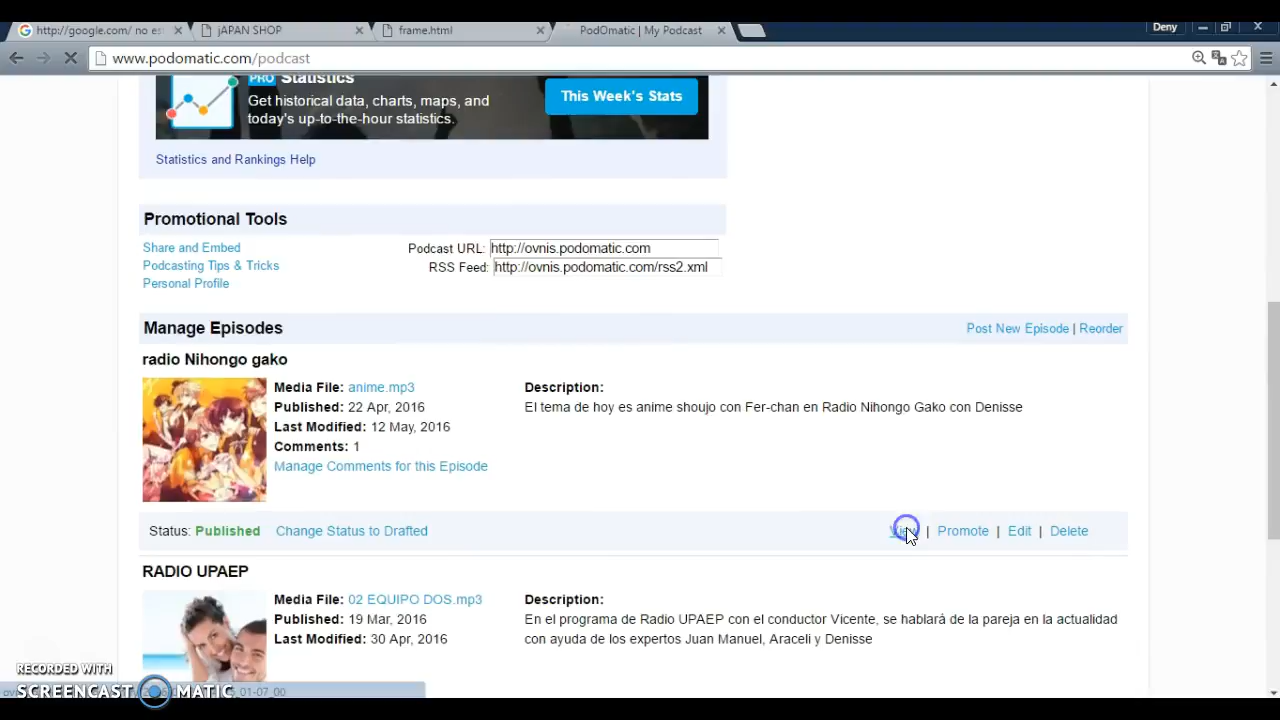 http://google.com/ no es
jAPAN SHOP
frame.html
PodOmatic | My Podcast
Deny
www.podomatic.com/podcast
PRO Statistics
Get historical data, charts, maps, and
today's up-to-the-hour statistics.
This Week's Stats
Statistics and Rankings Help
Promotional Tools
Share and Embed
Podcast URL: http://ovnis.podomatic.com
Podcasting Tips & Tricks
RSS Feed: http://ovnis.podomatic.com/rss2.xml
Personal Profile
Manage Episodes
Post New Episode | Reorder
radio Nihongo gako
Media File: anime.mp3
Description:
Published: 22 Apr, 2016
El tema de hoy es anime shoujo con Fer-chan en Radio Nihongo Gako con Denisse
Last Modified: 12 May, 2016
Comments: 1
Manage Comments for this Episode
Status: Published Change Status to Drafted
View | Promote | Edit | Delete
RADIO UPAEP
Media File: 02 EQUIPO DOS.mp3
Description:
Published: 19 Mar, 2016
En el programa de Radio UPAEP con el conductor Vicente, se hablará de la pareja en la actualidad
Last Modified: 30 Apr, 2016
con ayuda de los expertos Juan Manuel, Araceli y Denisse
RECORDED WITH
SCREENCAST MATIC